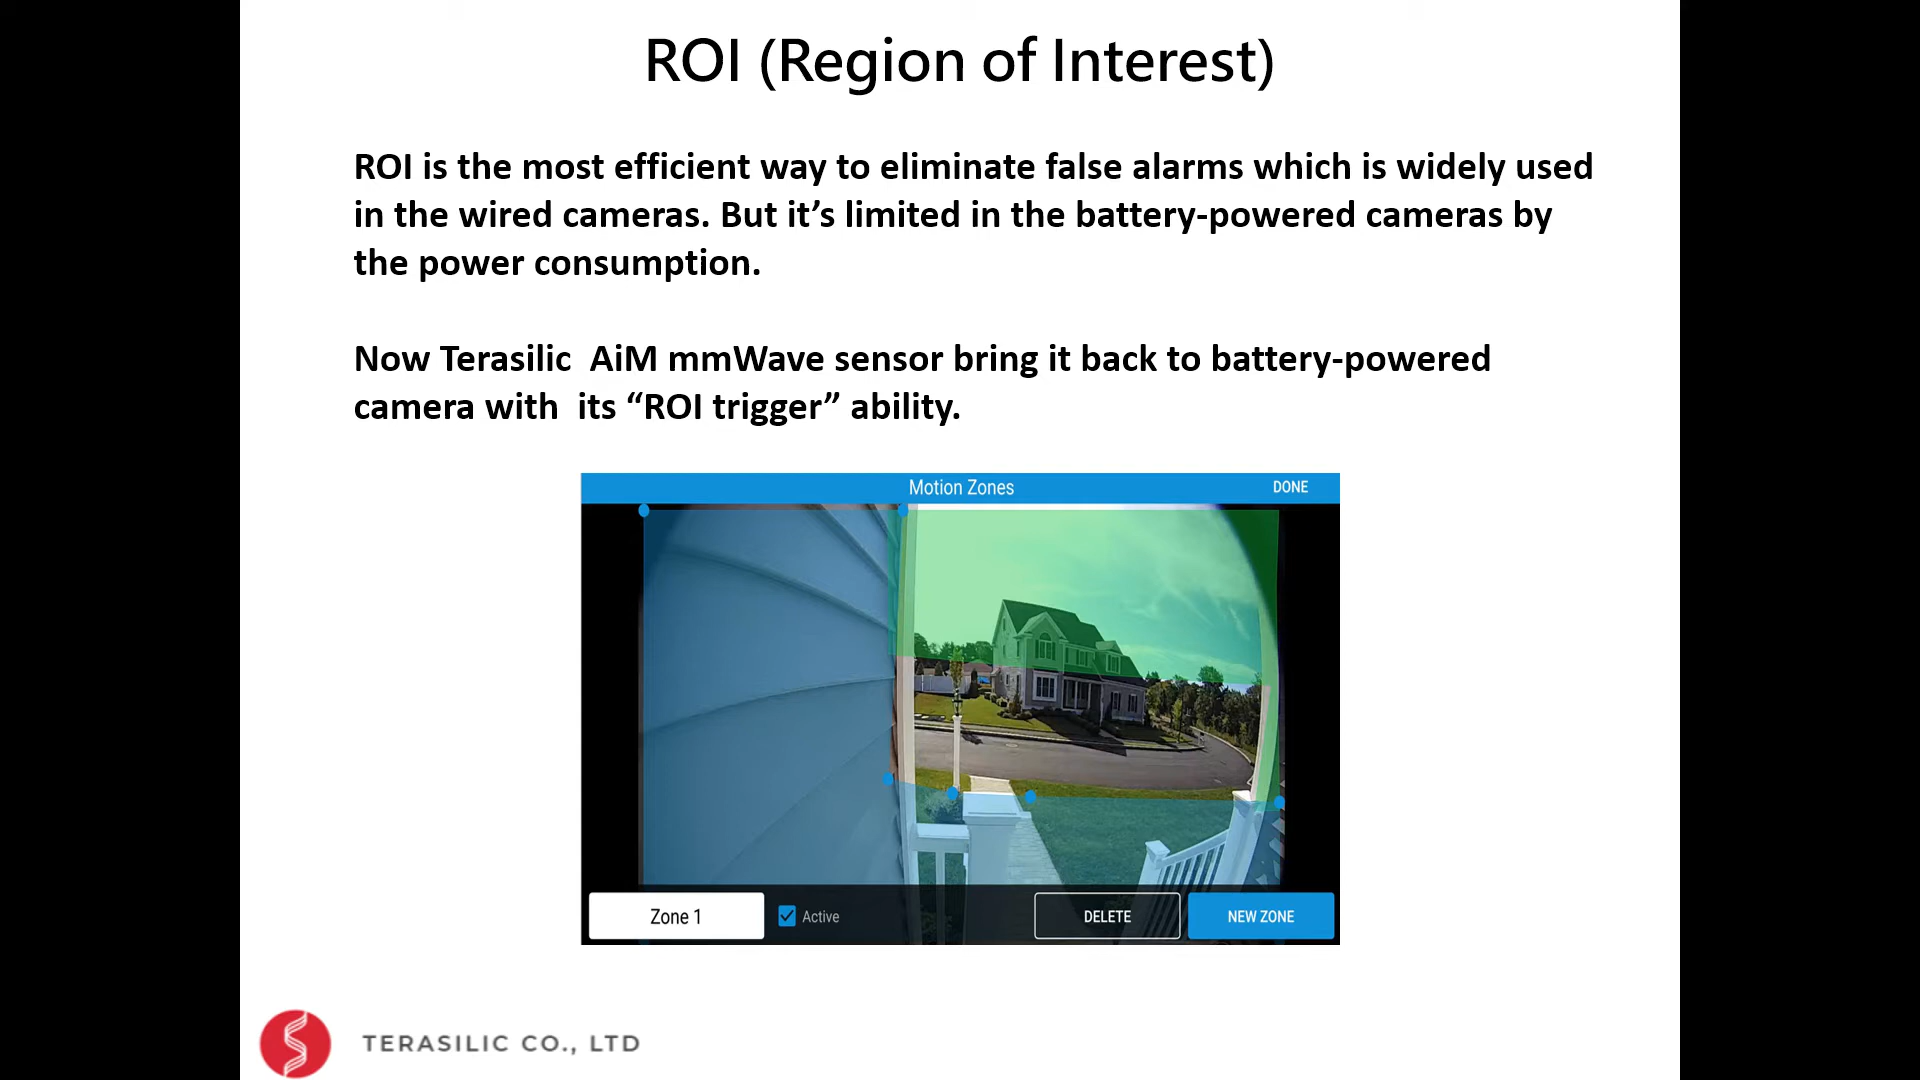 ROI (Region of Interest)
ROI is the most efficient way to eliminate false alarms which is widely used
in the wired cameras. But it’s limited in the battery-powered cameras by
the power consumption.
Now Terasilic  AiM mmWave sensor bring it back to battery-powered
camera with  its “ROI trigger” ability.
Motion Zones
DONE
Zone 1
Active
DELETE
NEW ZONE
TERASILIC CO., LTD